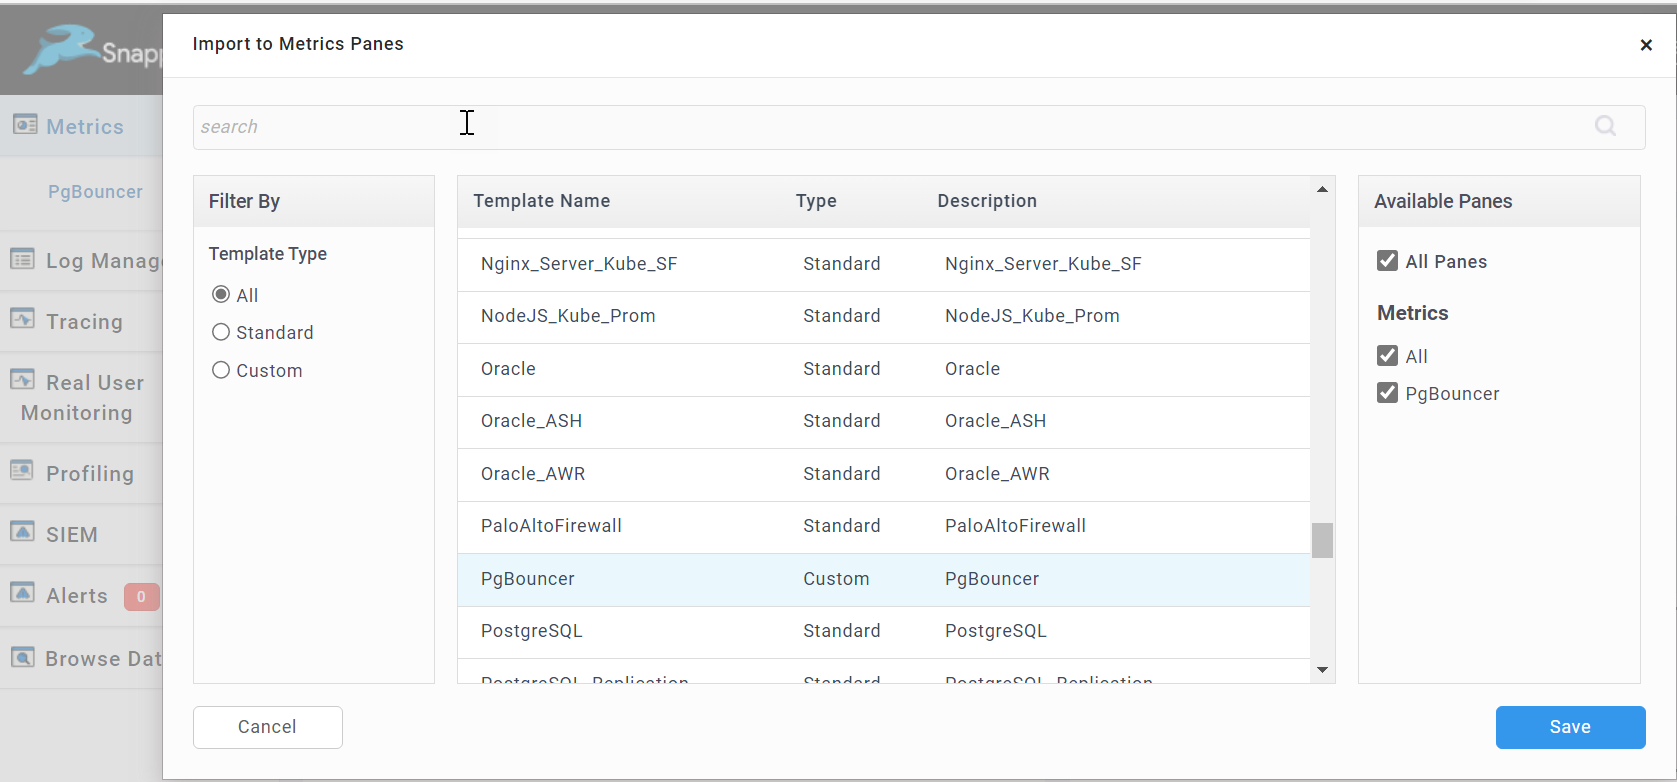 Import to Metrics Panes
×
Snapp
Metrics
PgBouncer
Log Manag
Tracing
Real User
Monitoring
Profiling
SIEM
Alerts 0
Browse Dat
search
Filter By
Template Type
All
Standard
Custom
Template Name Type Description
Nginx_Server_Kube_SF Standard Nginx_Server_Kube_SF
NodeJS_Kube_Prom Standard NodeJS_Kube_Prom
Oracle Standard Oracle
Oracle_ASH Standard Oracle_ASH
Oracle_AWR Standard Oracle_AWR
PaloAltoFirewall Standard PaloAltoFirewall
PgBouncer Custom PgBouncer
PostgreSQL Standard PostgreSQL
PostgreSQL_Replication Standard PostgreSQL_Replication
Available Panes
All Panes
Metrics
All
PgBouncer
Cancel
Save